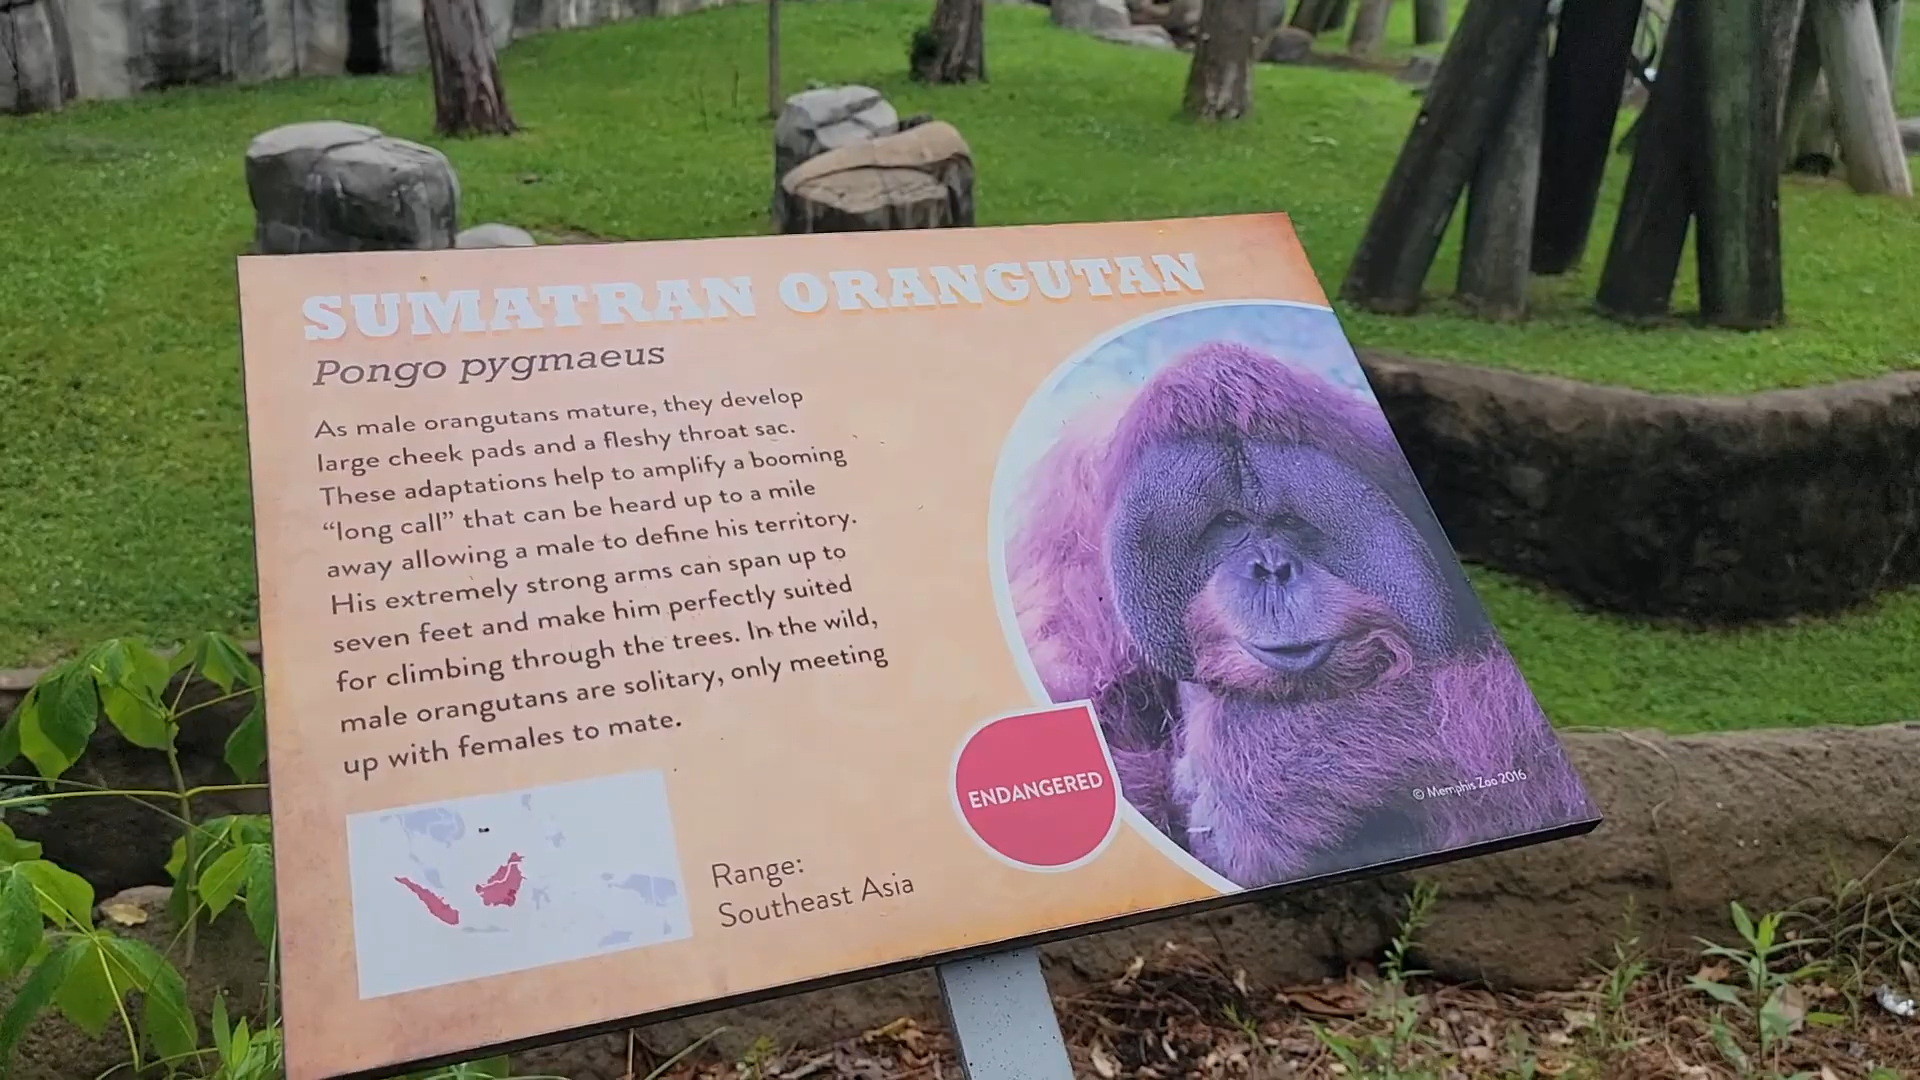 SUMATRAN ORANGUTAN
Pongo pygmaeus
As male orangutans mature, they develop
large cheek pads and a fleshy throat sac.
These adaptations help to amplify a booming
“long call” that can be heard up to a mile
away allowing a male to define his territory.
His extremely strong arms can span up to
seven feet and make him perfectly suited
for climbing through the trees. In the wild,
male orangutans are solitary, only meeting
up with females to mate.
ENDANGERED
© Memphis Zoo 2016
Range:
Southeast Asia